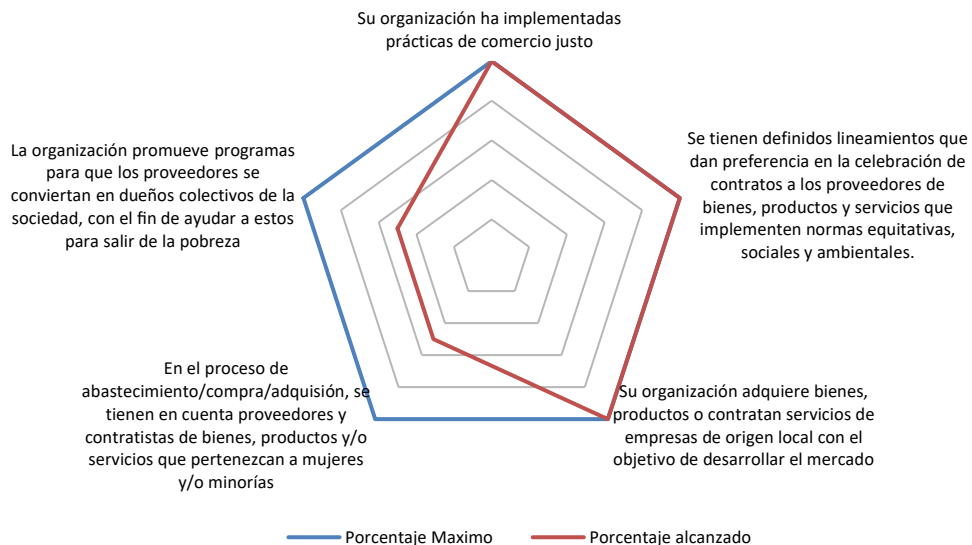 Su organización ha implementadas
prácticas de comercio justo
Se tienen definidos lineamientos que
dan preferencia en la celebración de
contratos a los proveedores de
bienes, productos y servicios que
implementen normas equitativas,
sociales y ambientales.
Su organización adquiere bienes,
productos o contratan servicios de
empresas de origen local con el
objetivo de desarrollar el mercado
En el proceso de
abastecimiento/compra/adquisión, se
tienen en cuenta proveedores y
contratistas de bienes, productos y/o
servicios que pertenezcan a mujeres
y/o minorías
La organización promueve programas
para que los proveedores se
conviertan en dueños colectivos de la
sociedad, con el fin de ayudar a estos
para salir de la pobreza
Porcentaje Maximo
Porcentaje alcanzado